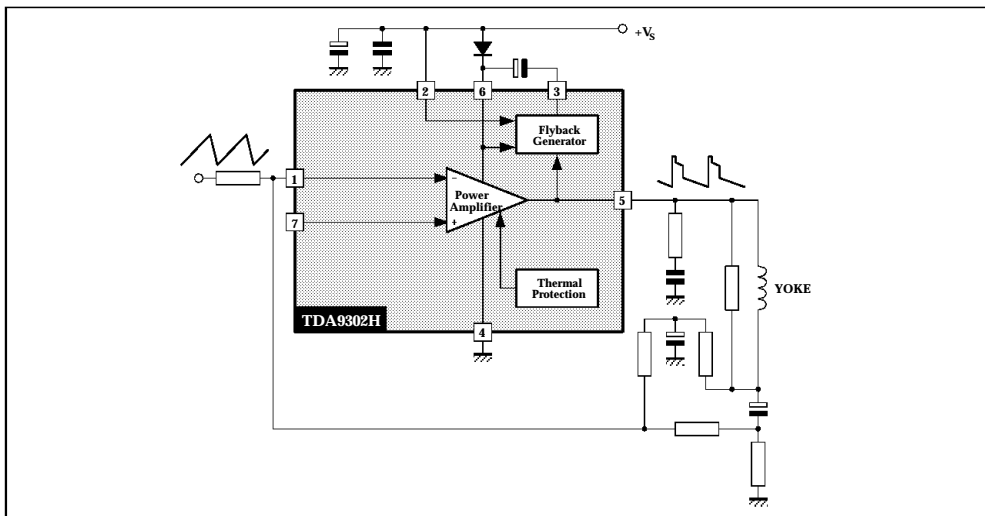 +VS
2
6
3
Flyback
Generator
1
−
Power
Amplifier
5
7
+
YOKE
Thermal
Protection
TDA9302H
4